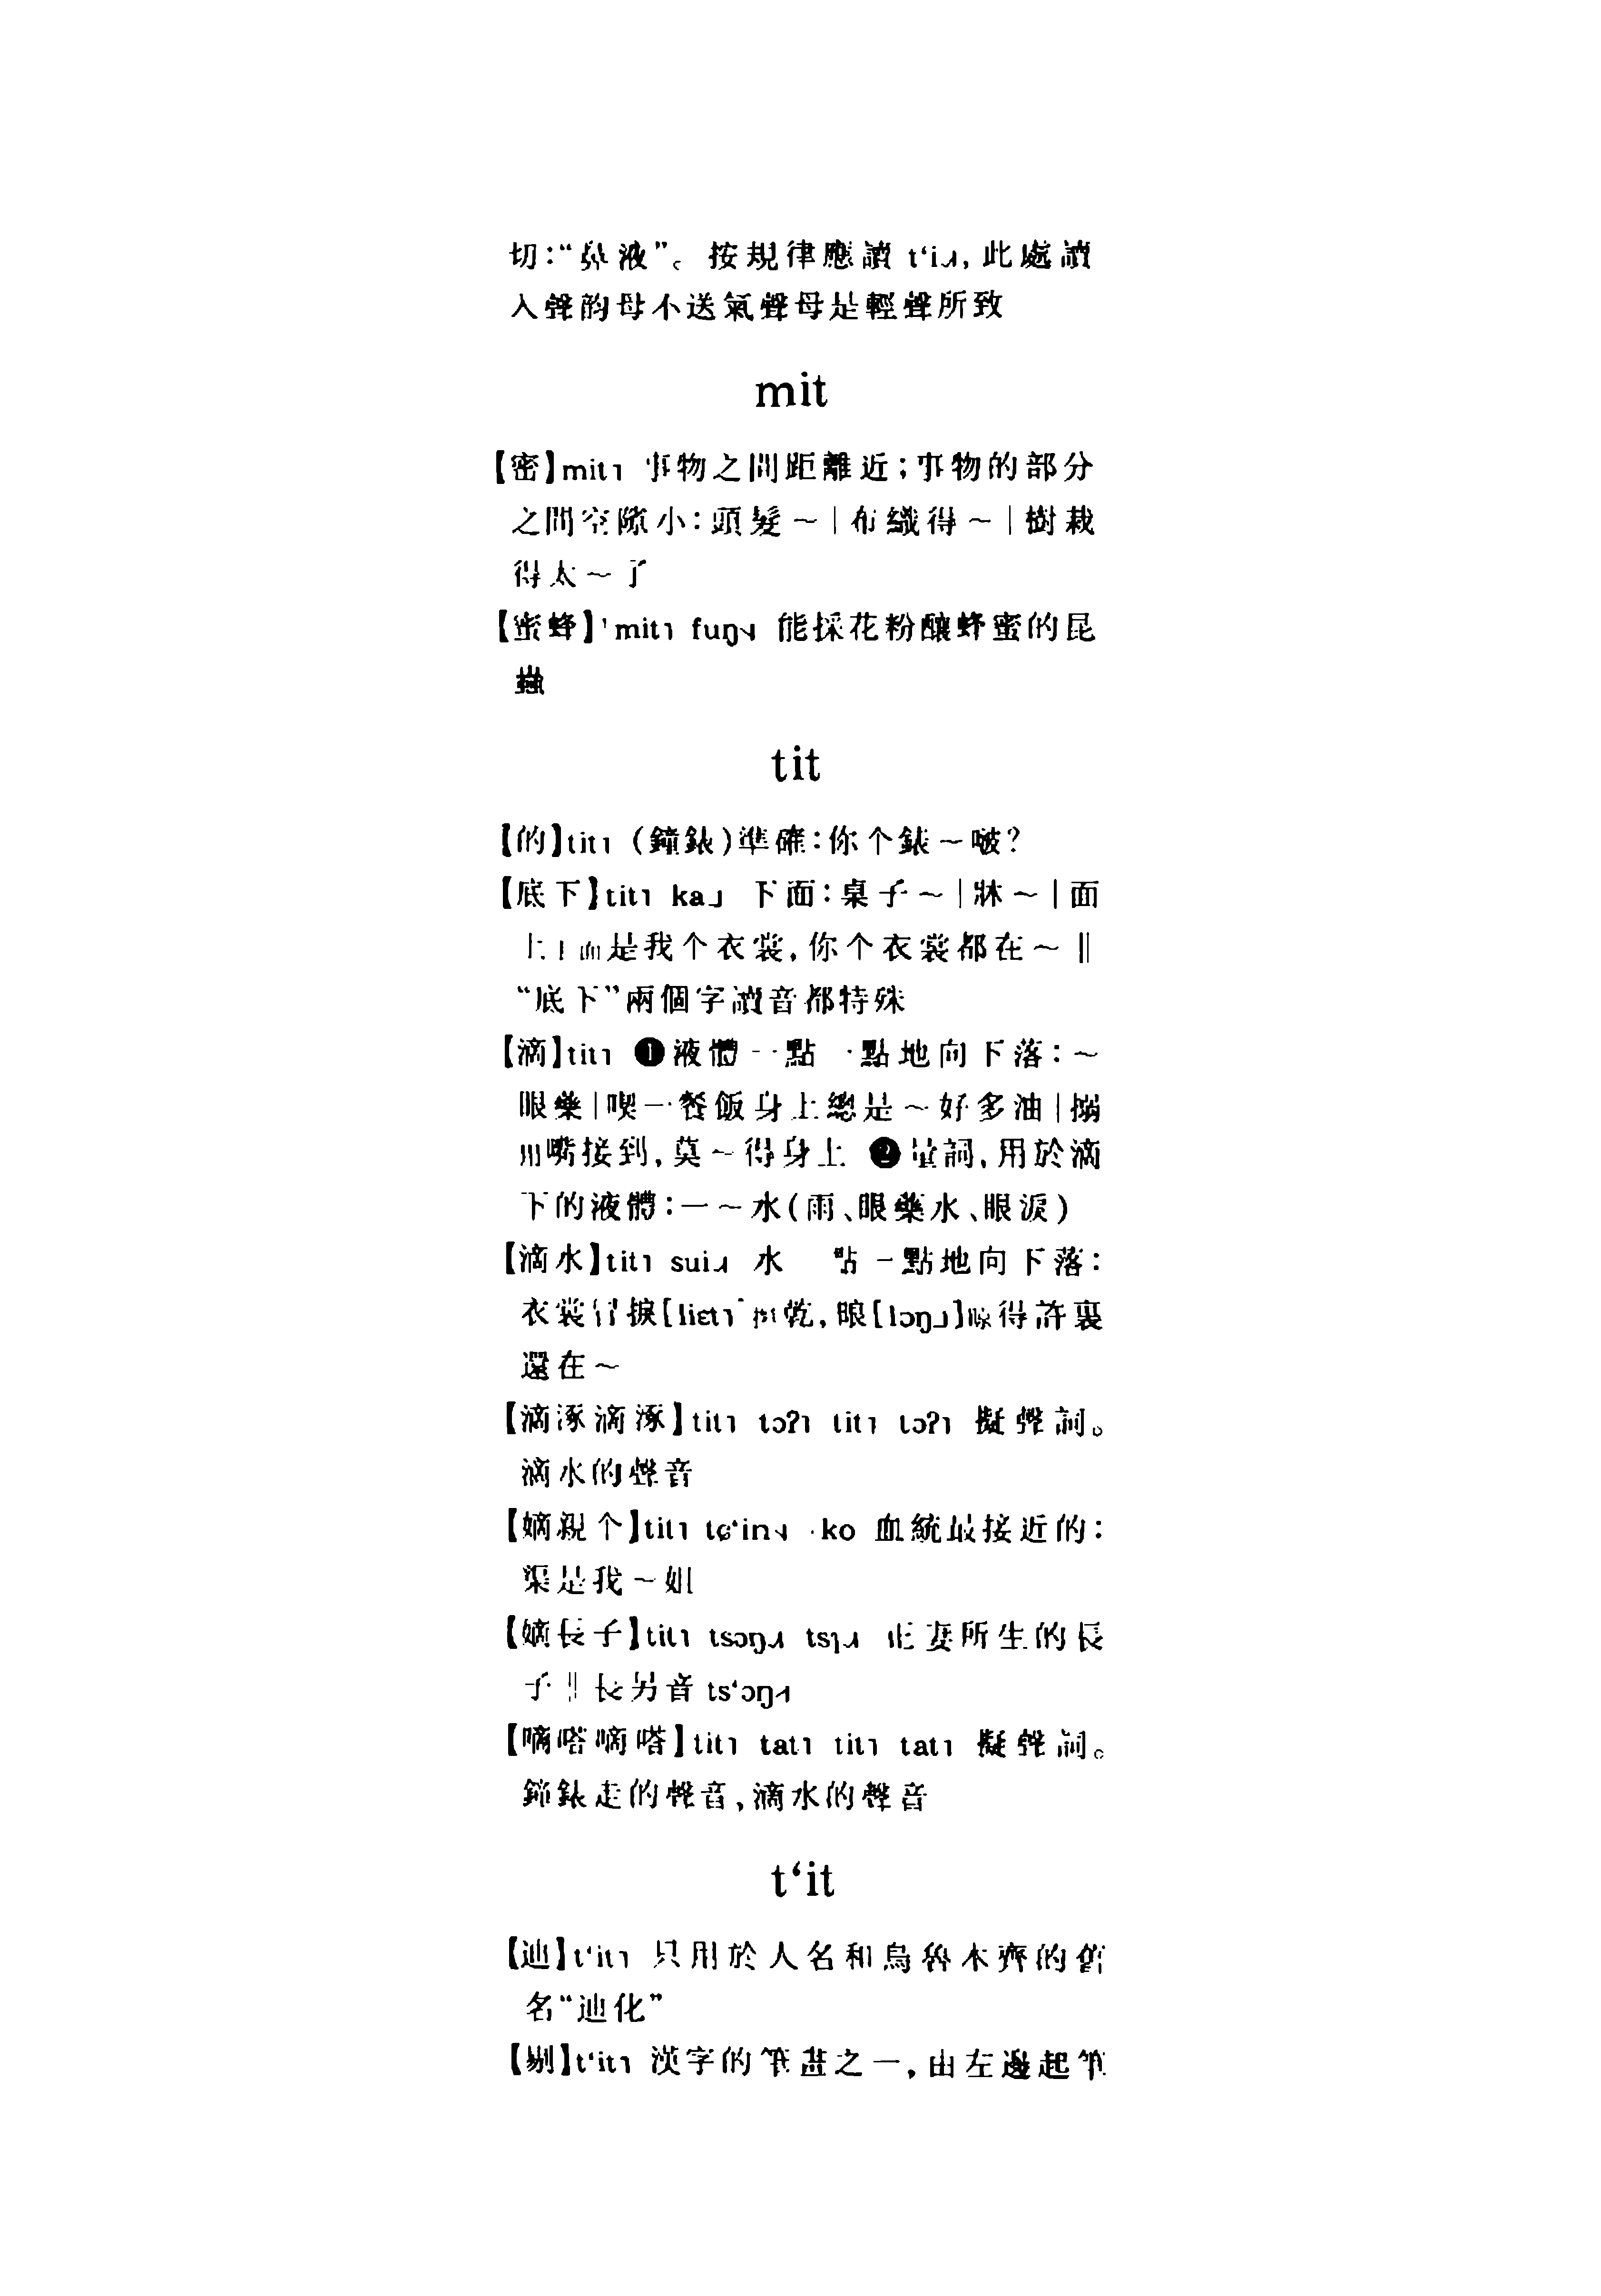 切：“鼻液”。按規律應讀 t‘i˨˦，此處讀
入聲韵母不送氣聲母是輕聲所致
mit
【密】mit˥ 事物之間距離近；事物的部分
之間空隙小：頭髮～｜布織得～｜樹栽
得太～了
【蜜蜂】mit˥ fuŋ 能採花粉釀蜂蜜的昆
蟲
tit
【的】tit˥ （鐘錶）準確：你个錶～啵？
【底下】tit˥ ka˩ 下面：桌子～｜牀～｜面
上面是我个衣裳，你个衣裳都在～‖
“底下”兩個字讀音都特殊
【滴】tit˥ ❶液體一點一點地向下落：～
眼藥｜喫一餐飯身上總是～好多油｜搦
嘴接到，莫～得身上 ❷量詞，用於滴
下的液體：一～水（雨、眼藥水、眼淚）
【滴水】tit˥ sui 水一點一點地向下落：
衣裳冇捩[liɛt˥]乾，晾[lɔŋ˩]得許裏
還在～
【滴涿滴涿】tit˥ tɔʔ˥ tit˥ tɔʔ˥ 擬聲詞。
滴水的聲音
【嫡親个】tit˥ tɕ‘in ·ko 血統最接近的：
渠是我～姐
【嫡長子】tit˥ tsɔŋ tsɿ 正妻所生的長
子‖長另音 ts‘ɔŋ
【嘀嗒嘀嗒】tit˥ tat˥ tit˥ tat˥ 擬聲詞。
鐘錶走的聲音，滴水的聲音
t‘it
【迪】t‘it˥ 只用於人名和烏魯木齊的舊
名“迪化”
【剔】t‘it˥ 漢字的筆畫之一，由左邊起筆